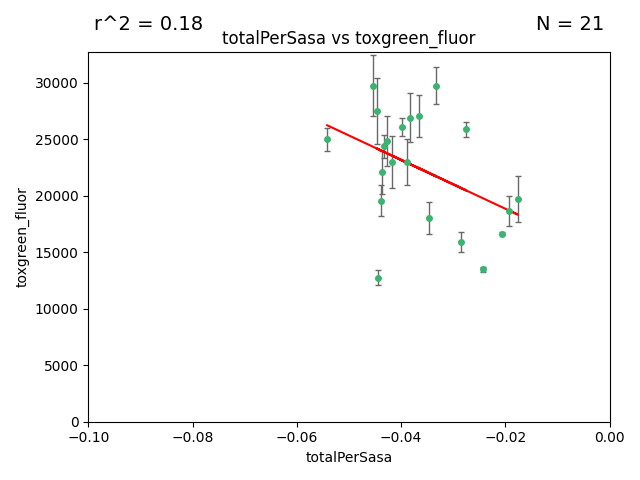 r^2 = 0.18
N = 21
totalPerSasa vs toxgreen_fluor
toxgreen_fluor
30000
25000
20000
15000
10000
5000
0
−0.10
−0.08
−0.06
−0.04
−0.02
0.00
totalPerSasa